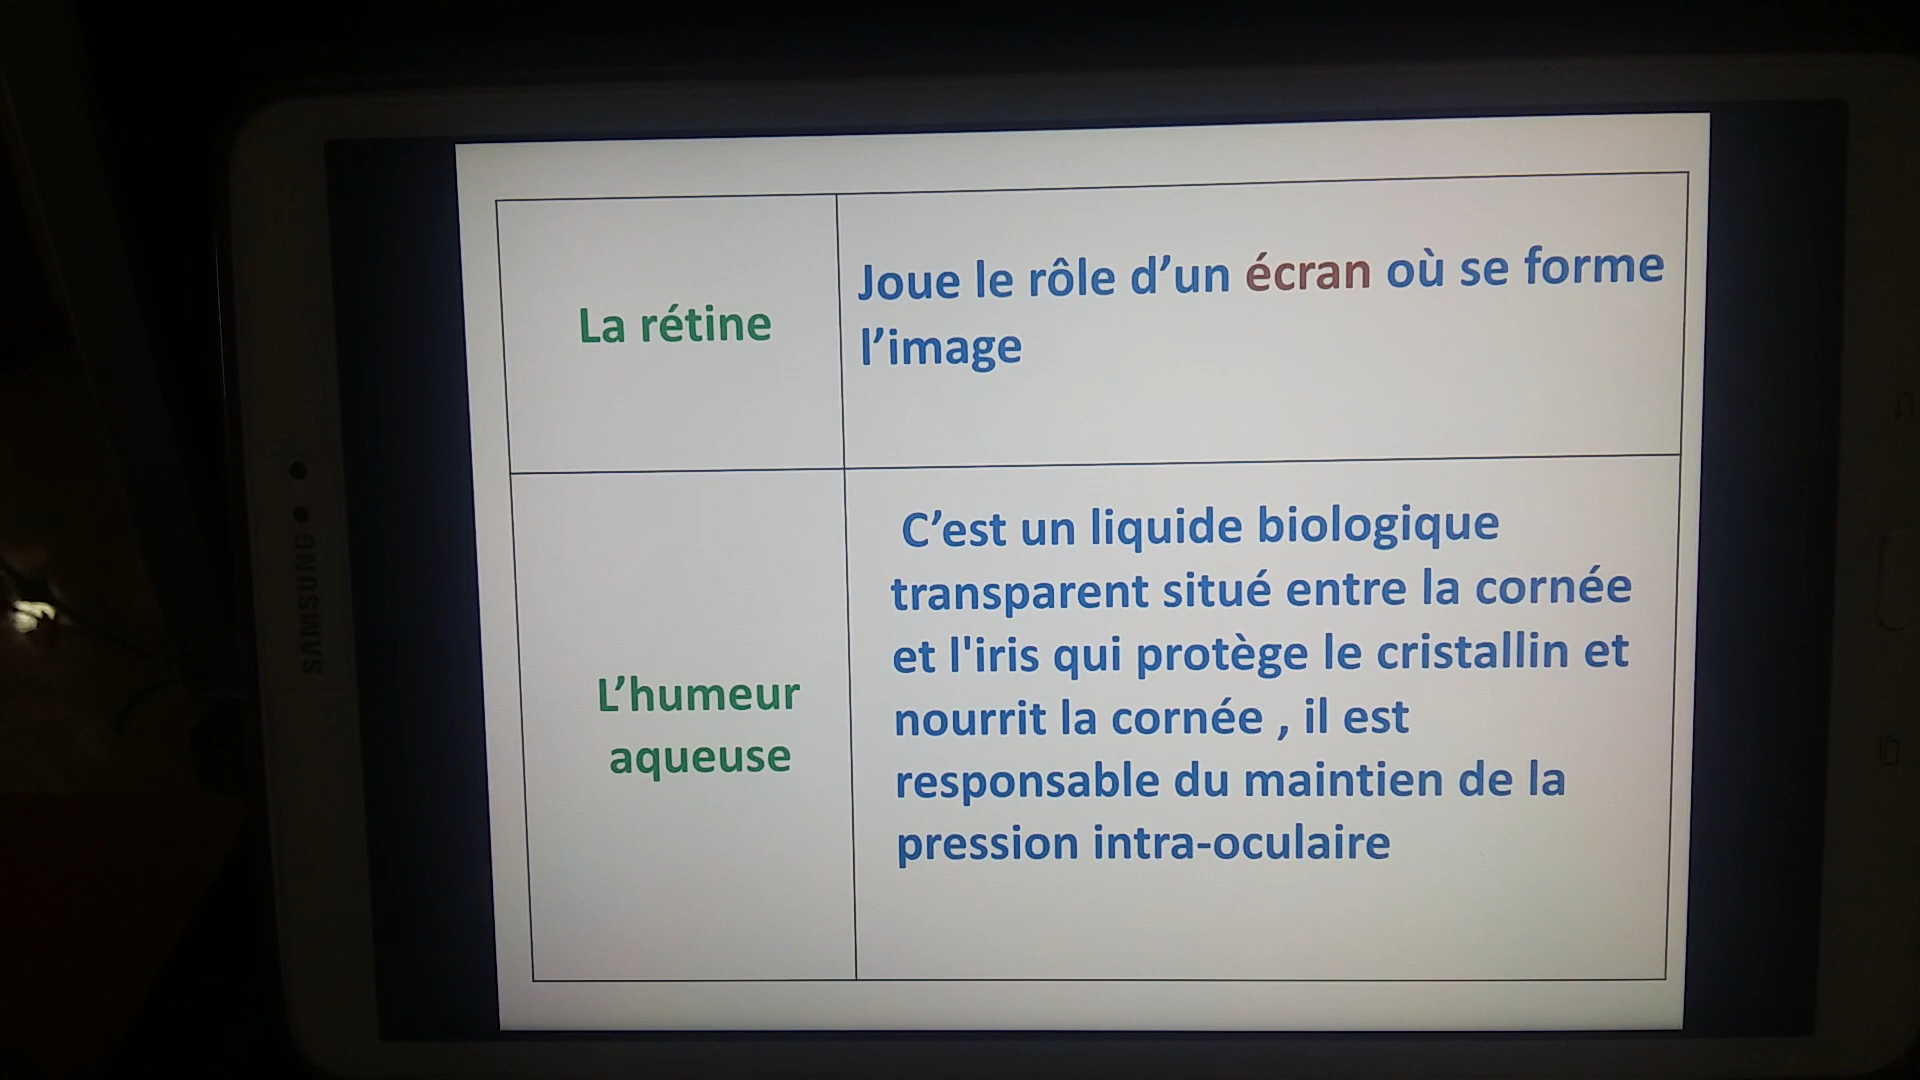 La rétine
Joue le rôle d’un écran où se forme
l’image
L’humeur
aqueuse
C’est un liquide biologique
transparent situé entre la cornée
et l'iris qui protège le cristallin et
nourrit la cornée , il est
responsable du maintien de la
pression intra-oculaire
SAMSUNG